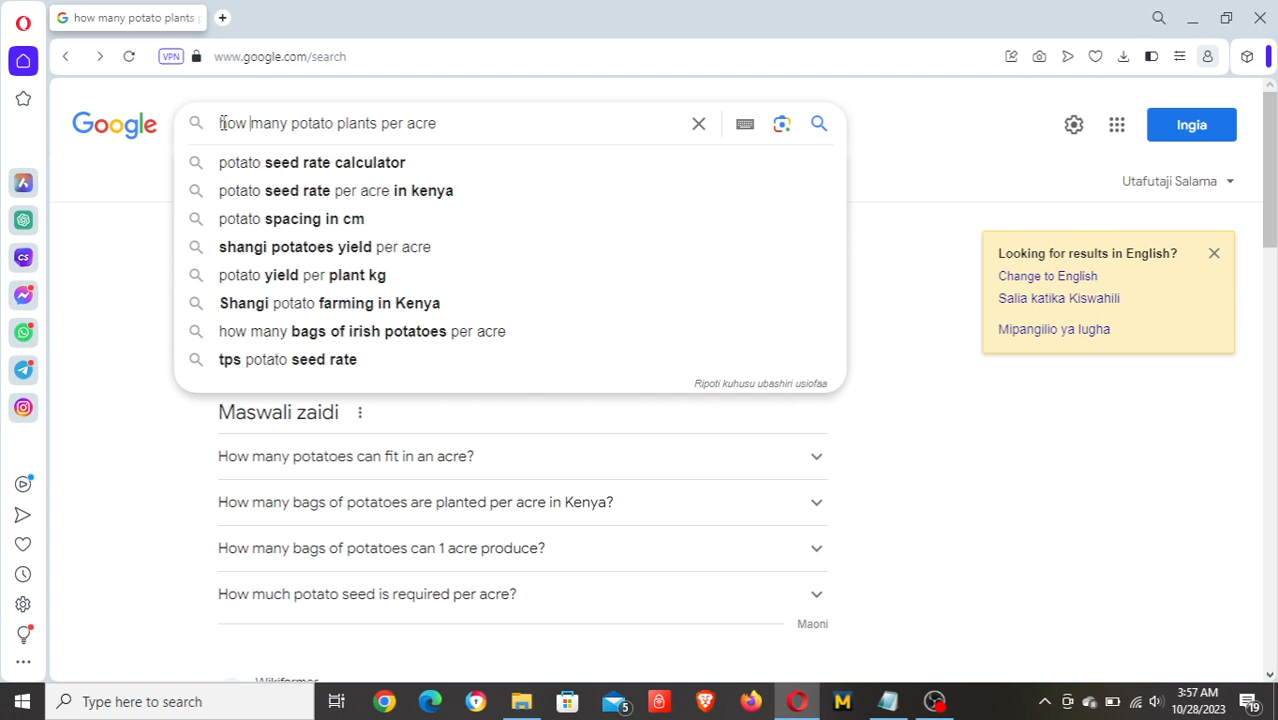 how many potato plants p
VPN
www.google.com/search
Google
how many potato plants per acre
Ingia
potato seed rate calculator
potato seed rate per acre in kenya
potato spacing in cm
shangi potatoes yield per acre
potato yield per plant kg
Shangi potato farming in Kenya
how many bags of irish potatoes per acre
tps potato seed rate
Ripoti kuhusu ubashiri usiofaa
Utafutaji Salama
Looking for results in English?
Change to English
Salia katika Kiswahili
Mipangilio ya lugha
Maswali zaidi
How many potatoes can fit in an acre?
How many bags of potatoes are planted per acre in Kenya?
How many bags of potatoes can 1 acre produce?
How much potato seed is required per acre?
Maoni
Wikifarmer
Type here to search
5
3:57 AM
10/28/2023
19